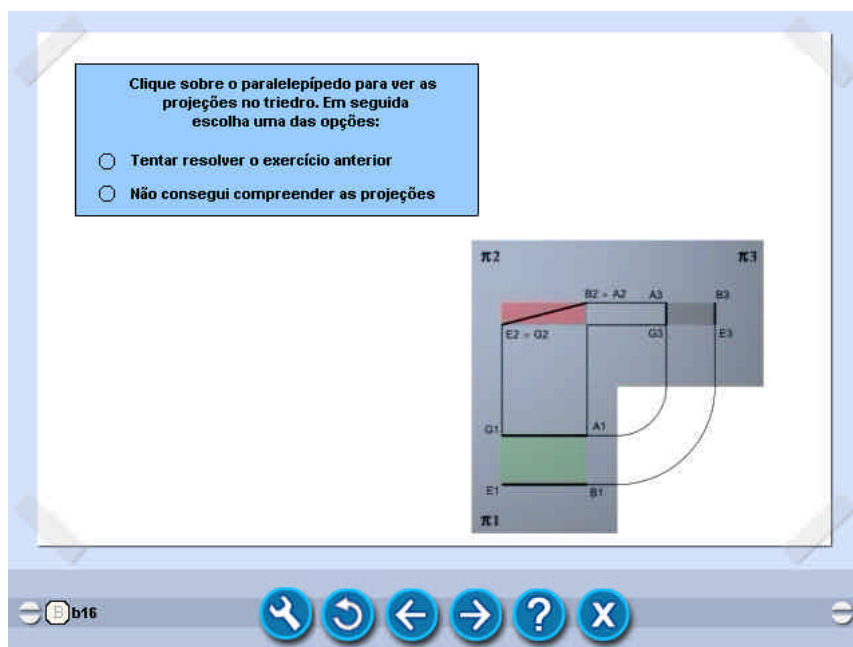 Clique sobre o paralelepípedo para ver as
projeções no triedro. Em seguida
escolha uma das opções:
Tentar resolver o exercício anterior
Não consegui compreender as projeções
π2 π3
B2 = A2 A3 B3
E2 = G2 G3 E3
G1 A1
E1 B1
π1
B b16
? X